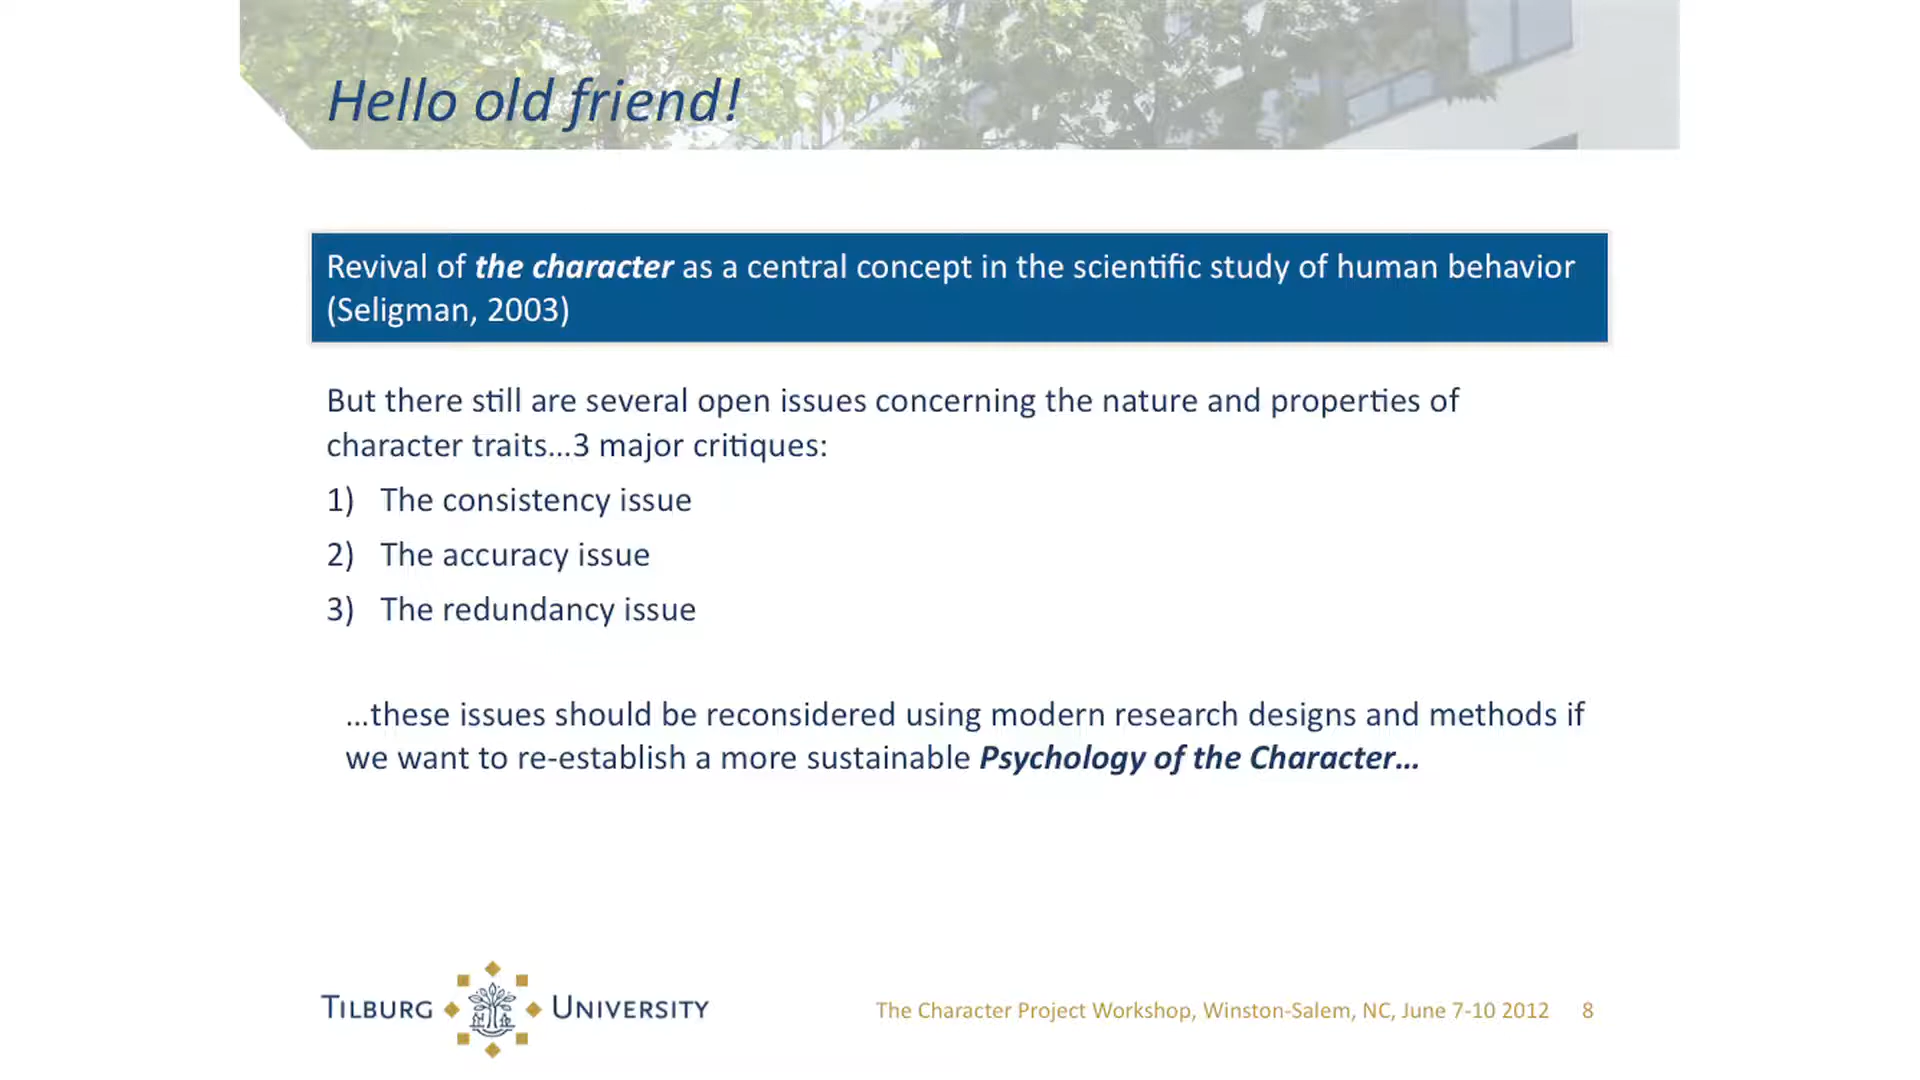 Hello old friend!
Revival of the character as a central concept in the scientific study of human behavior
(Seligman, 2003)
But there still are several open issues concerning the nature and properties of
character traits...3 major critiques:
1) The consistency issue
2) The accuracy issue
3) The redundancy issue
...these issues should be reconsidered using modern research designs and methods if
we want to re-establish a more sustainable Psychology of the Character...
TILBURG UNIVERSITY
The Character Project Workshop, Winston-Salem, NC, June 7-10 2012 8